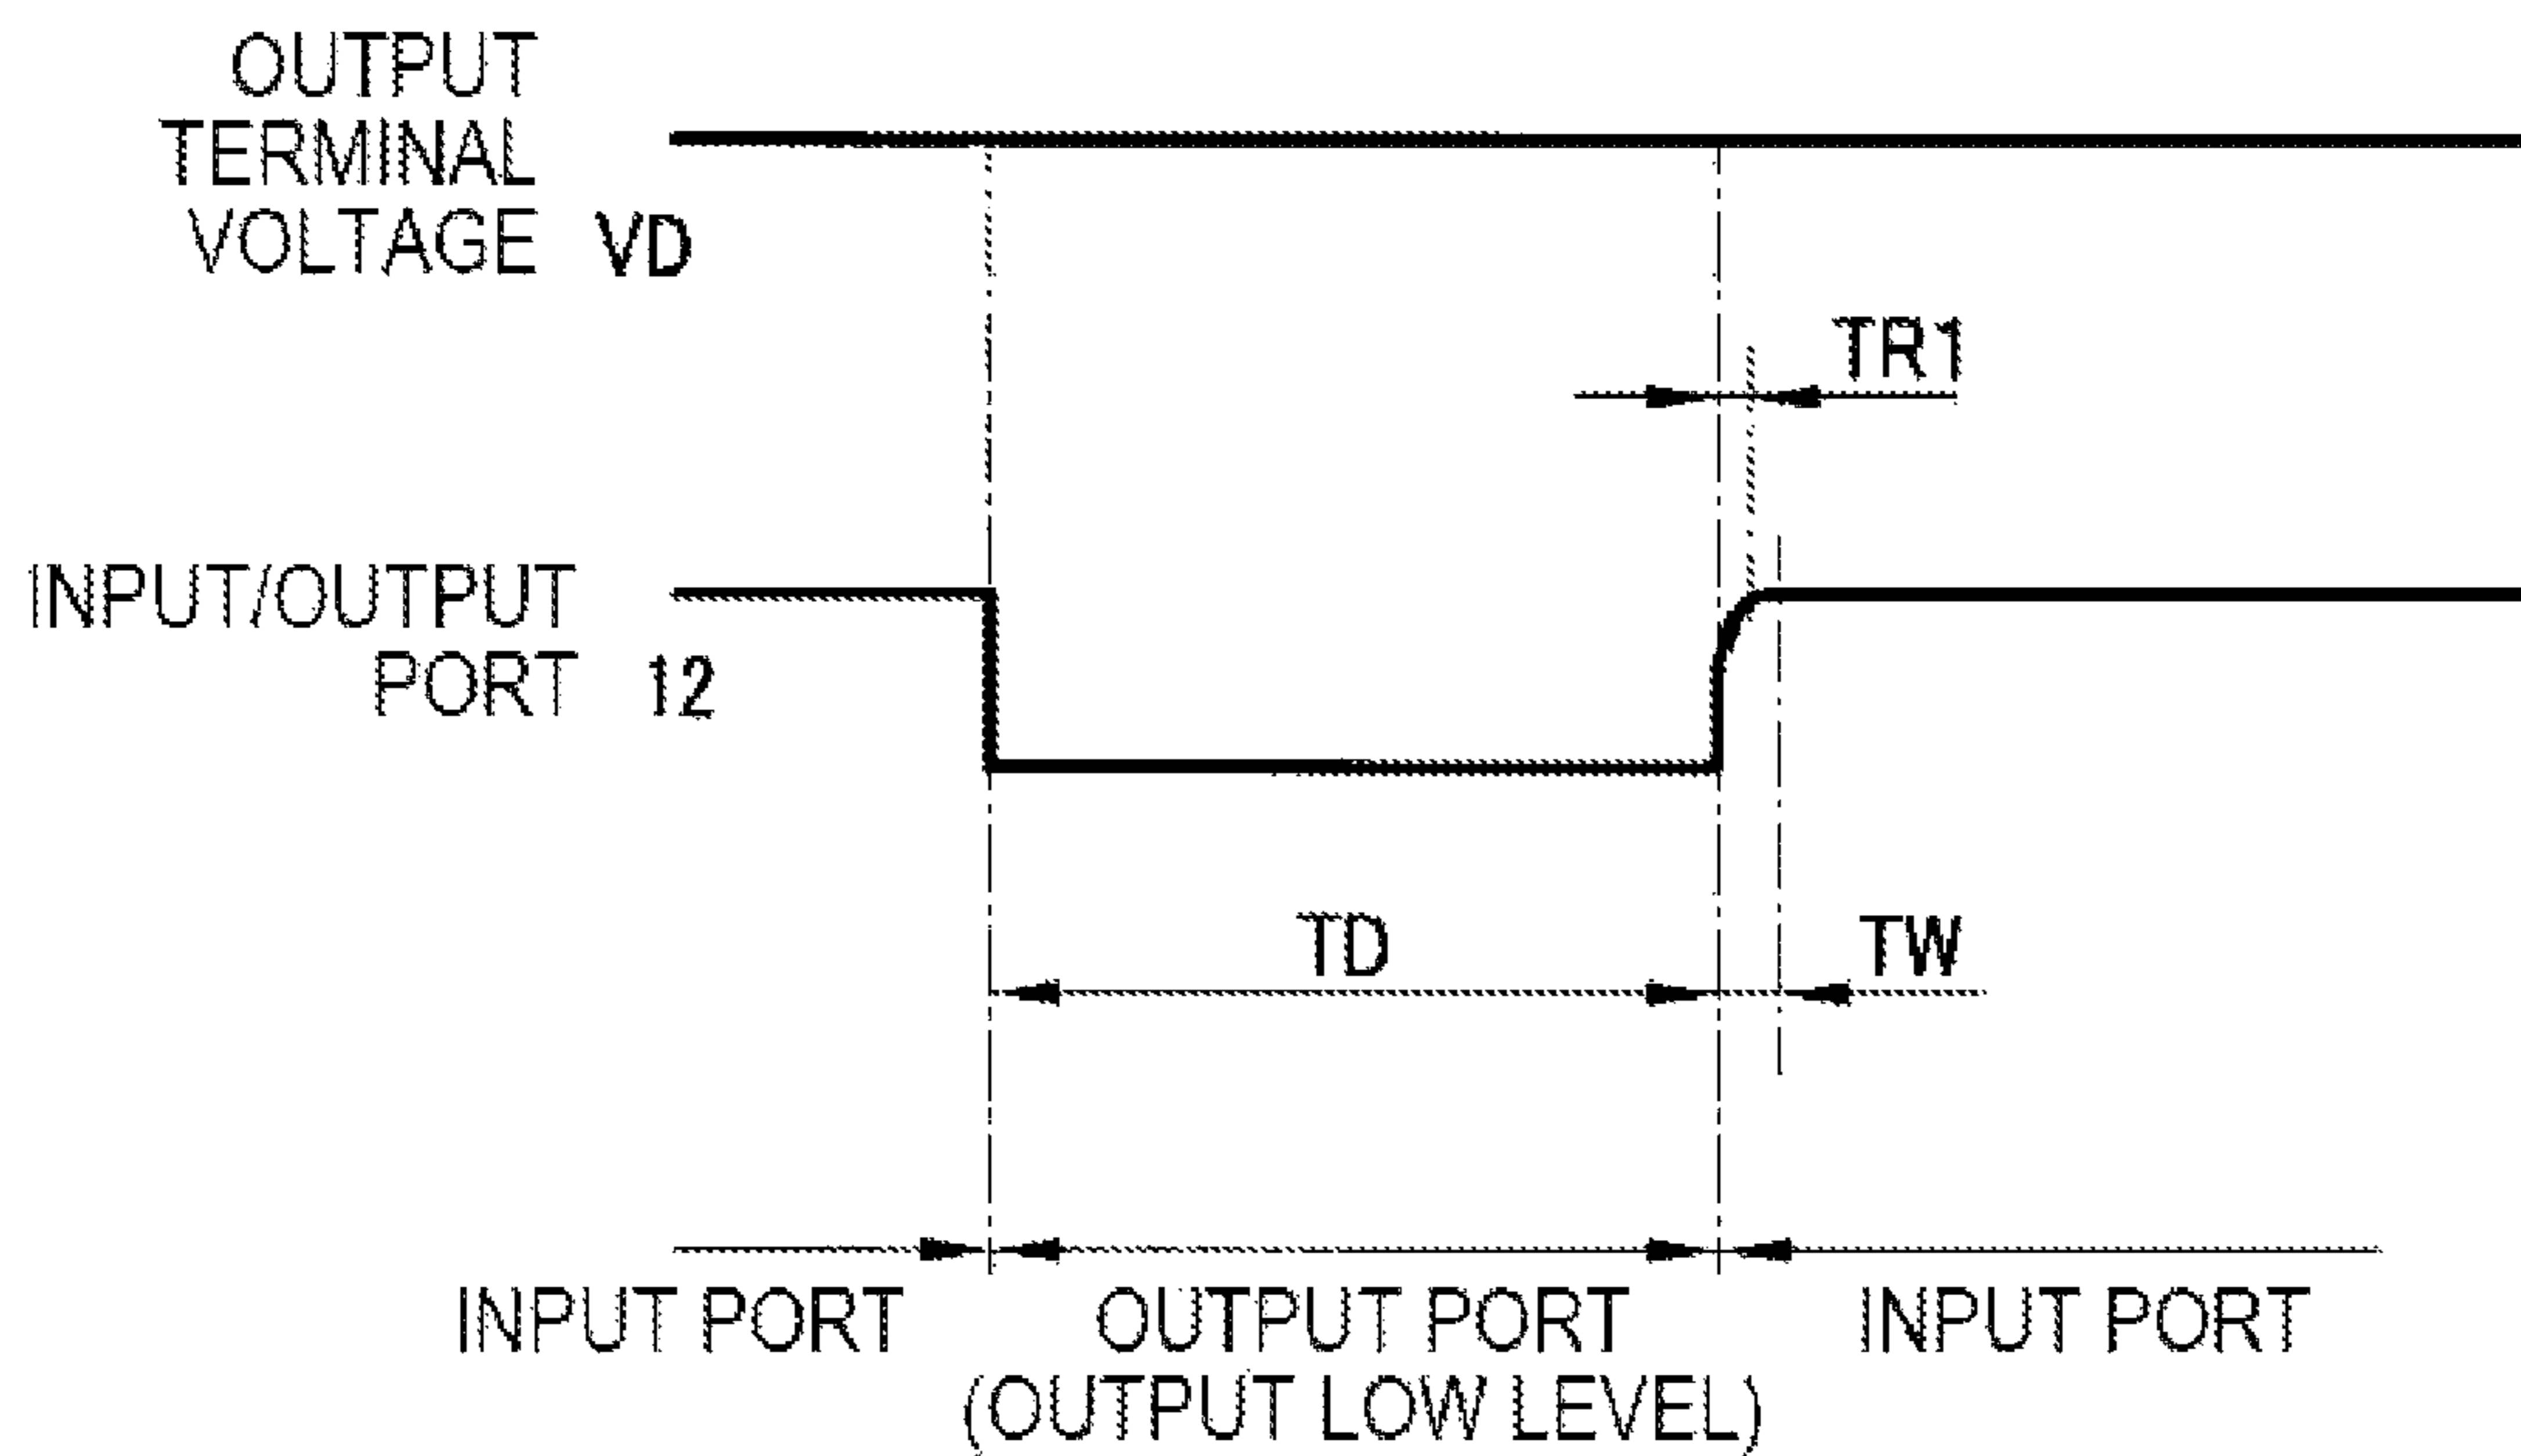 OUTPUT
TERMINAL
VOLTAGE VD
TR1
INPUT/OUTPUT
PORT 12
TD
TW
INPUT PORT
OUTPUT PORT
(OUTPUT LOW LEVEL)
INPUT PORT